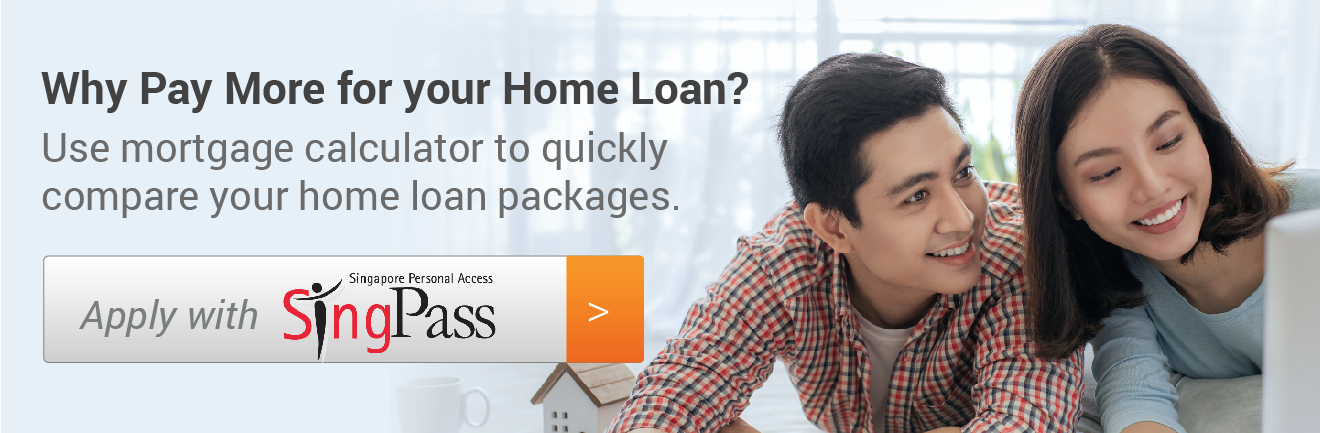 Why Pay More for your Home Loan?
Use mortgage calculator to quickly
compare your home loan packages.
Apply with
Singapore Personal Access
SingPass
>